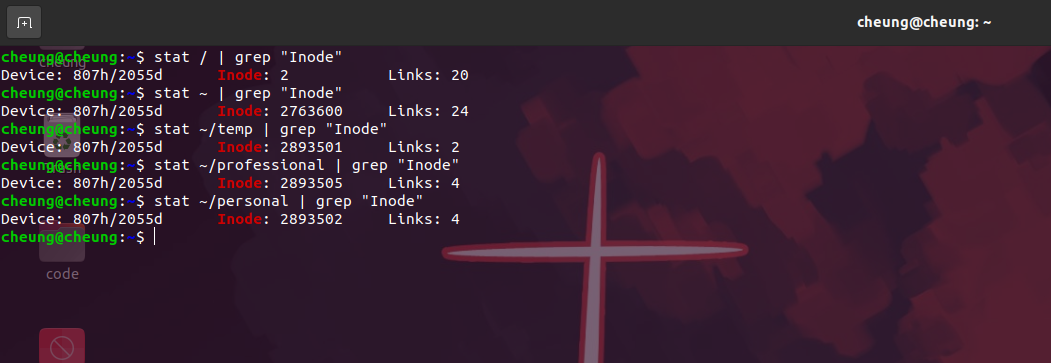 cheung@cheung: ~
cheung@cheung:~$ stat / | grep "Inode"
Device: 807h/2055d	Inode: 2	Links: 20
cheung@cheung:~$ stat ~ | grep "Inode"
Device: 807h/2055d	Inode: 2763600	Links: 24
cheung@cheung:~$ stat ~/temp | grep "Inode"
Device: 807h/2055d	Inode: 2893501	Links: 2
cheung@cheung:~$ stat ~/professional | grep "Inode"
Device: 807h/2055d	Inode: 2893505	Links: 4
cheung@cheung:~$ stat ~/personal | grep "Inode"
Device: 807h/2055d	Inode: 2893502	Links: 4
cheung@cheung:~$
cheung
Trash
code